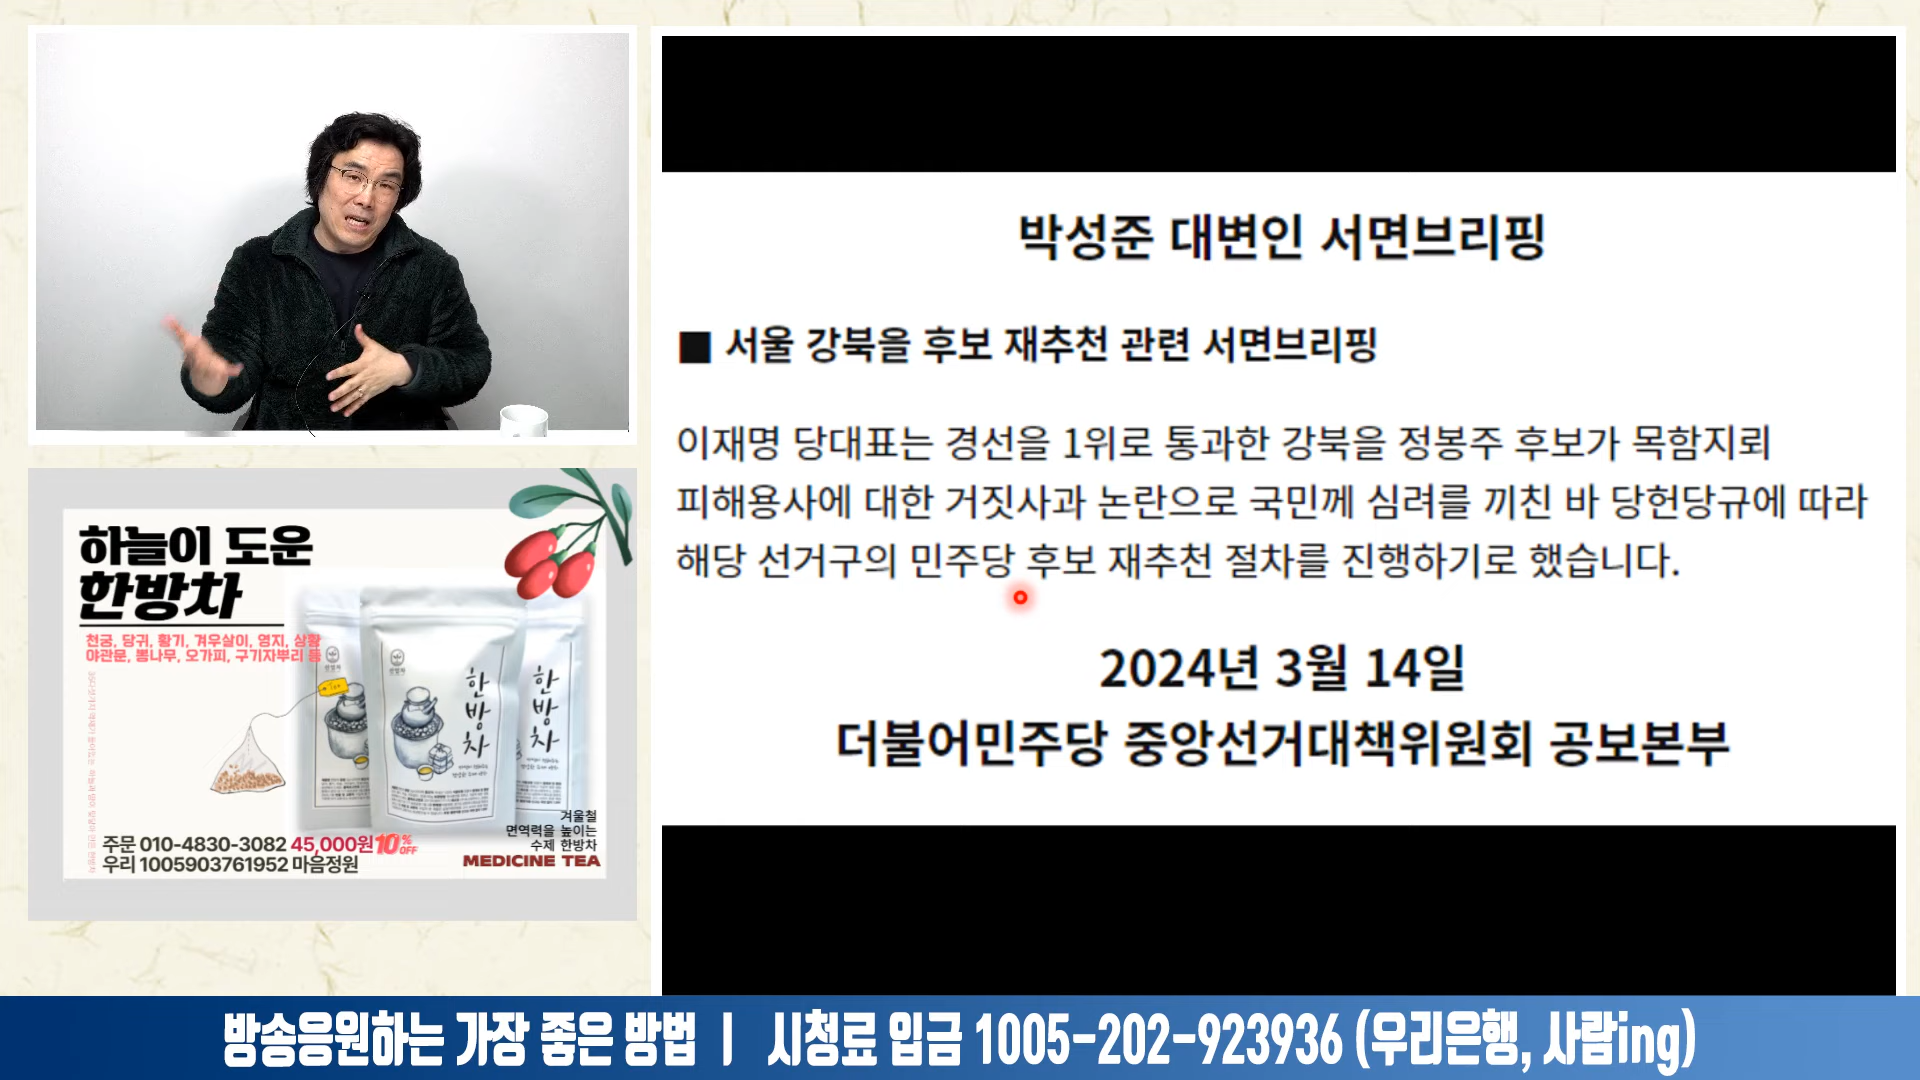 박성준 대변인 서면브리핑
■ 서울 강북을 후보 재추천 관련 서면브리핑
이재명 당대표는 경선을 1위로 통과한 강북을 정봉주 후보가 목함지뢰
피해용사에 대한 거짓사과 논란으로 국민께 심려를 끼친 바 당헌당규에 따라
해당 선거구의 민주당 후보 재추천 절차를 진행하기로 했습니다.
2024년 3월 14일
더불어민주당 중앙선거대책위원회 공보본부
하늘이 도운
한방차
천궁, 당귀, 황기, 겨우살이, 영지, 상황
야관문, 뽕나무, 오가피, 구기자뿌리 등
한방차
한방차
겨울철
면역력을 높이는
수제 한방차
MEDICINE TEA
주문 010-4830-3082 45,000원 10% OFF
우리 1005903761952 마음정원
방송응원하는 가장 좋은 방법 ㅣ 시청료 입금 1005-202-923936 (우리은행, 사람ing)